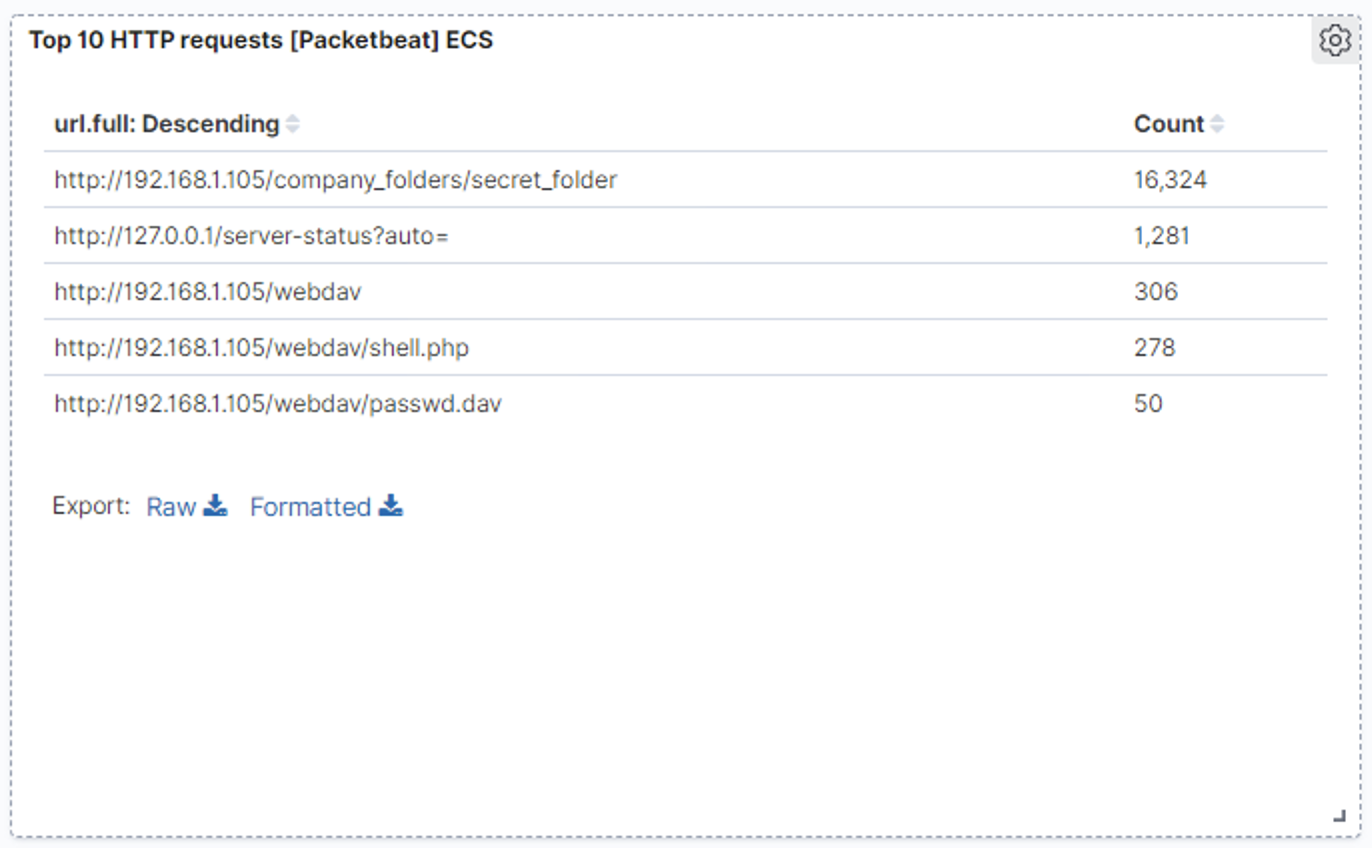 Top 10 HTTP requests [Packetbeat] ECS
url.full: Descending Count
http://192.168.1.105/company_folders/secret_folder 16,324
http://127.0.0.1/server-status?auto= 1,281
http://192.168.1.105/webdav 306
http://192.168.1.105/webdav/shell.php 278
http://192.168.1.105/webdav/passwd.dav 50
Export: Raw Formatted